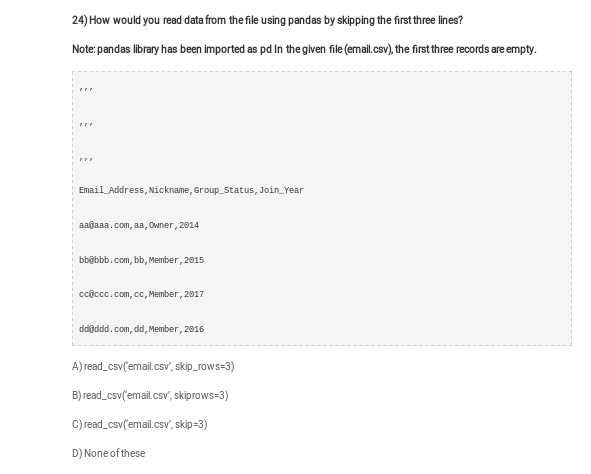 24) How would you read data from the file using pandas by skipping the first three lines?
Note: pandas library has been imported as pd In the given file (email.csv), the first three records are empty.
,,,
,,,
,,,
Email_Address,Nickname,Group_Status,Join_Year
aa@aaa.com,aa,Owner,2014
bb@bbb.com,bb,Member,2015
cc@ccc.com,cc,Member,2017
dd@ddd.com,dd,Member,2016
A) read_csv(‘email.csv’, skip_rows=3)
B) read_csv(‘email.csv’, skiprows=3)
C) read_csv(‘email.csv’, skip=3)
D) None of these